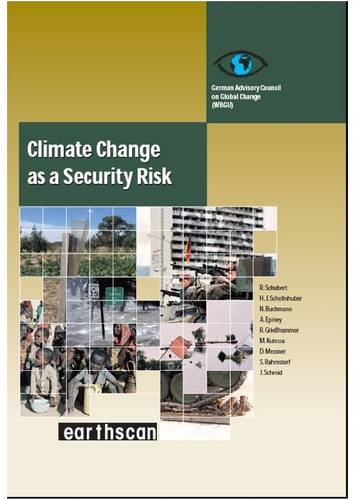 German Advisory Council
on Global Change
(WBGU)
Climate Change
as a Security Risk
R. Schubert
H. J. Schellnhuber
N. Buchmann
A. Epiney
R. Grießhammer
M. Kulessa
D. Messner
S. Rahmstorf
J. Schmid
earthscan